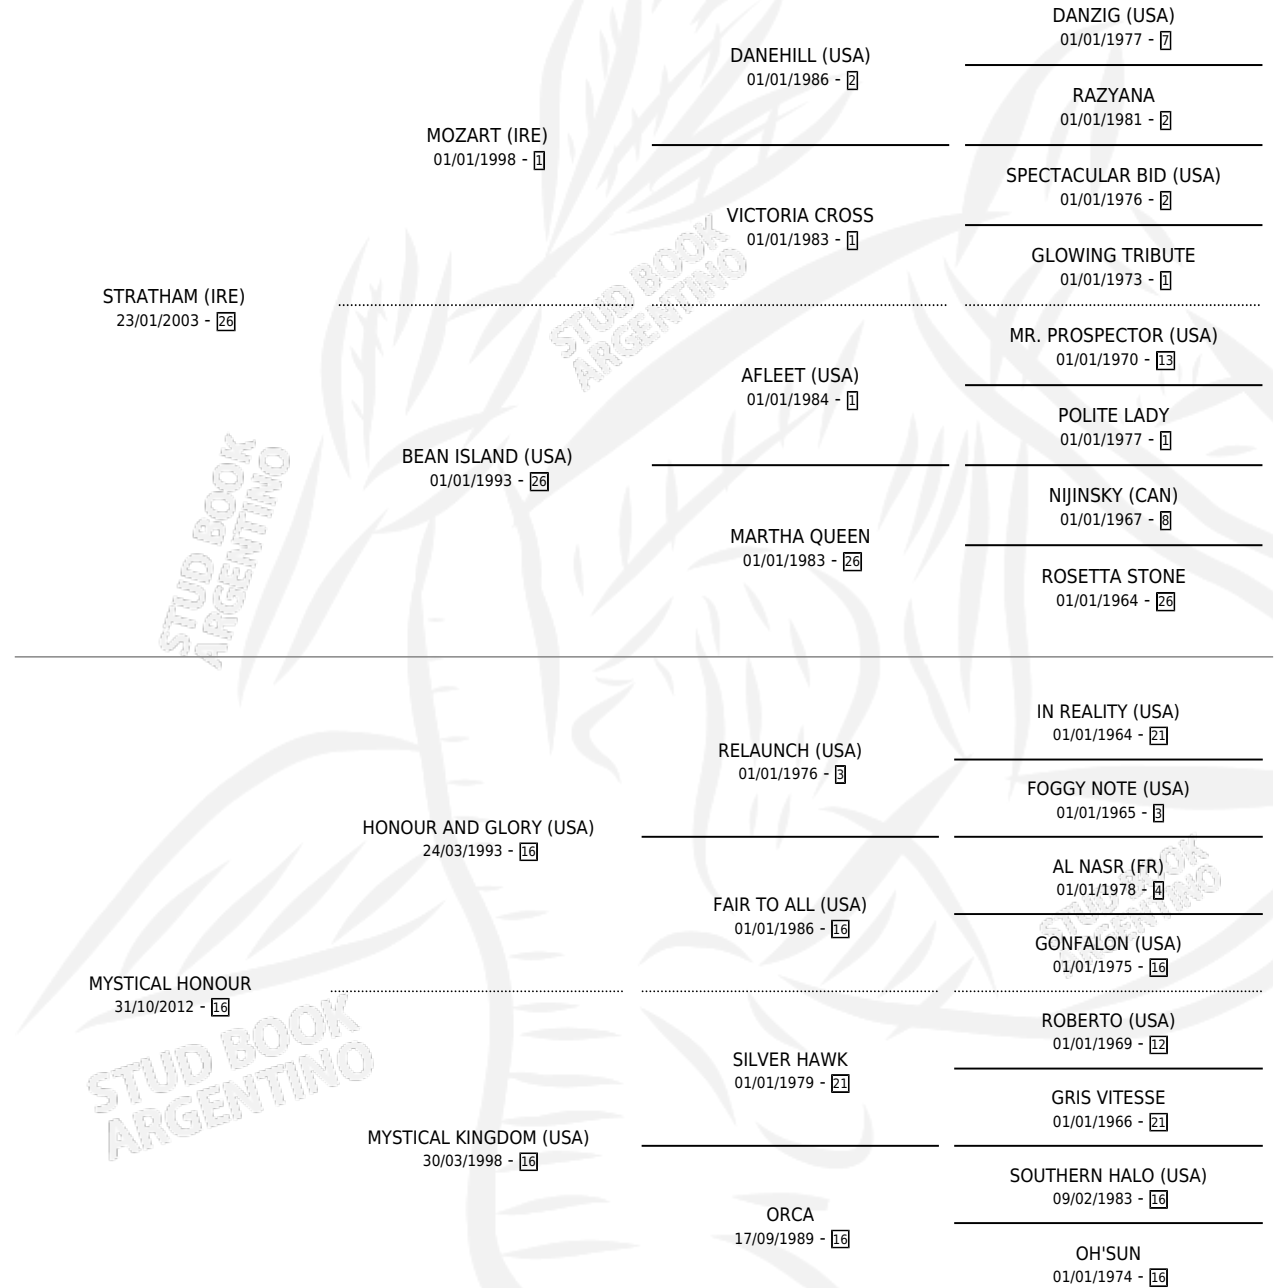 DANZIG (USA)
01/01/1977 - 7
DANEHILL (USA)
01/01/1986 - 2
RAZYANA
01/01/1981 - 2
MOZART (IRE)
01/01/1998 - 1
SPECTACULAR BID (USA)
01/01/1976 - 2
VICTORIA CROSS
01/01/1983 - 1
GLOWING TRIBUTE
01/01/1973 - 1
STRATHAM (IRE)
23/01/2003 - 26
STUD BOOK
ARGENTINO
MR. PROSPECTOR (USA)
01/01/1970 - 13
AFLEET (USA)
01/01/1984 - 1
POLITE LADY
01/01/1977 - 1
BEAN ISLAND (USA)
01/01/1993 - 26
NIJINSKY (CAN)
01/01/1967 - 8
MARTHA QUEEN
01/01/1983 - 26
ROSETTA STONE
01/01/1964 - 26
STUD BOOK
ARGENTINO
IN REALITY (USA)
01/01/1964 - 21
RELAUNCH (USA)
01/01/1976 - 3
FOGGY NOTE (USA)
01/01/1965 - 3
HONOUR AND GLORY (USA)
24/03/1993 - 16
AL NASR (FR)
01/01/1978 - 4
FAIR TO ALL (USA)
01/01/1986 - 16
STUD BOOK
ARGENTINO
GONFALON (USA)
01/01/1975 - 16
MYSTICAL HONOUR
31/10/2012 - 16
ROBERTO (USA)
01/01/1969 - 12
SILVER HAWK
01/01/1979 - 21
STUD BOOK
ARGENTINO
GRIS VITESSE
01/01/1966 - 21
MYSTICAL KINGDOM (USA)
30/03/1998 - 16
SOUTHERN HALO (USA)
09/02/1983 - 16
ORCA
17/09/1989 - 16
OH'SUN
01/01/1974 - 16